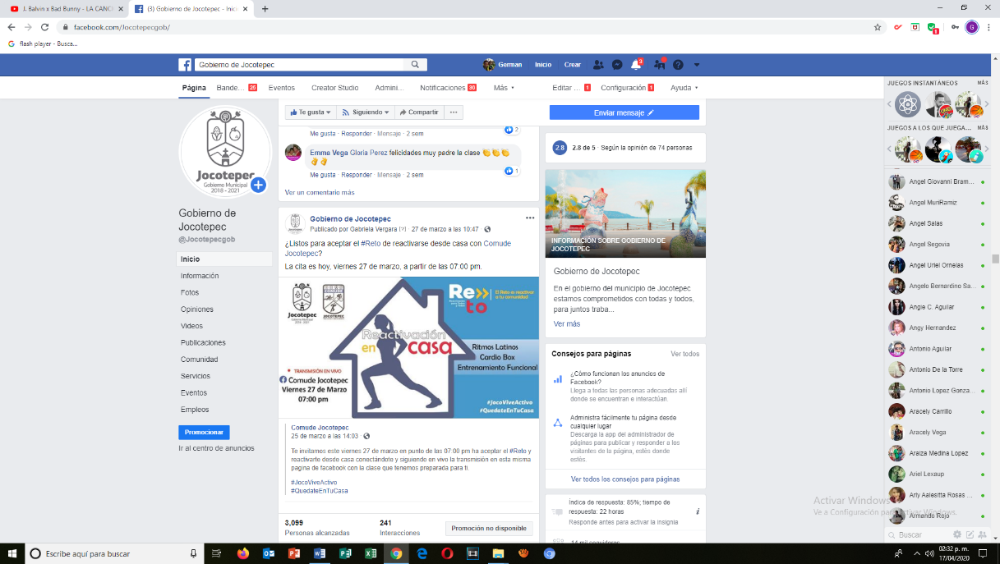 J. Balvin x Bad Bunny - LA CANCI
(3) Gobierno de Jocotepec - Inicio
facebook.com/Jocotepecgob/
G
flash player - Busca...
Gobierno de Jocotepec
German
Inicio
Crear
3
Página
Bande... 25
Eventos
Creator Studio
Admini...
Notificaciones 36
Más
Editar ... 1
Configuración 1
Ayuda
JUEGOS INSTANTÁNEOS
MÁS
JUEGOS A LOS QUE JUEGA...
MÁS
Jocotepec
Gobierno Municipal
2018 - 2021
Gobierno de
Jocotepec
@Jocotepecgob
Inicio
Información
Fotos
Opiniones
Videos
Publicaciones
Comunidad
Servicios
Eventos
Empleos
Promocionar
Ir al centro de anuncios
Te gusta
Siguiendo
Compartir
Enviar mensaje
Me gusta · Responder · Mensaje · 2 sem
2
Emma Vega Gloria Perez felicidades muy padre la clase 👏👏👏
👏👏
Me gusta · Responder · Mensaje · 2 sem
1
Ver un comentario más
Gobierno de Jocotepec
Publicado por Gabriela Vergara [?] · 27 de marzo a las 10:47 ·
¿Listos para aceptar el #Reto de reactivarse desde casa con Comude
Jocotepec?
La cita es hoy, viernes 27 de marzo, a partir de las 07:00 pm.
Jocotepec
COMUDE
JOCOTEPEC
Re>>
to
El Reto es reactivar
a tu comunidad
Reactivación
en casa
Ritmos Latinos
Cardio Box
Entrenamiento Funcional
• TRANSMISIÓN EN VIVO
Comude Jocotepec
Viernes 27 de Marzo
07:00 pm
#JocoViveActivo
#QuedateEnTuCasa
Comude Jocotepec
25 de marzo a las 14:03 ·
Te invitamos este viernes 27 de marzo en punto de las 07.00 pm ha aceptar el #Reto y
reactivarte desde casa conectándote y siguiendo en vivo la transmisión en esta misma
pagina de facebook con la clase que tenemos preparada para ti.
#JocoViveActivo
#QuedateEnTuCasa
3,099
Personas alcanzadas
241
Interacciones
Promoción no disponible
2.8
2.8 de 5 · Según la opinión de 74 personas
INFORMACIÓN SOBRE GOBIERNO DE
JOCOTEPEC
Gobierno de Jocotepec
En el gobierno del municipio de Jocotepec
estamos comprometidos con todas y todos,
para juntos traba...
Ver más
Consejos para páginas
Ver todos
¿Cómo funcionan los anuncios de
Facebook?
Llega a todas las personas adecuadas allí
donde se encuentran e interactúan.
Administra fácilmente tu página desde
cualquier lugar
Descarga la app del administrador de
páginas para publicar y responder a los
visitantes de la página, estés donde
estés.
Ver todos los consejos para páginas
Índice de respuesta: 85%; tiempo de
respuesta: 22 horas
Responde antes para activar la insignia
14 mil seguidores
Angel Giovanni Bram...
Angel MuriRamiz
Angel Salas
Angel Segovia
Angel Uriel Ornelas
Angelo Bernardino Sa...
Angie C. Aguilar
Angy Hernandez
Antonio Aguilar
Antonio De la Torre
Antonio Lopez Gonza...
Aracely Carrillo
Aracely Vega
Araiza Medina Lopez
Ariel Lexaup
Arly Aalesitta Rosas ...
Armando Rojo
Buscar
Activar Windows
Ve a Configuración para activar Windows.
Escribe aquí para buscar
02:32 p. m.
17/04/2020